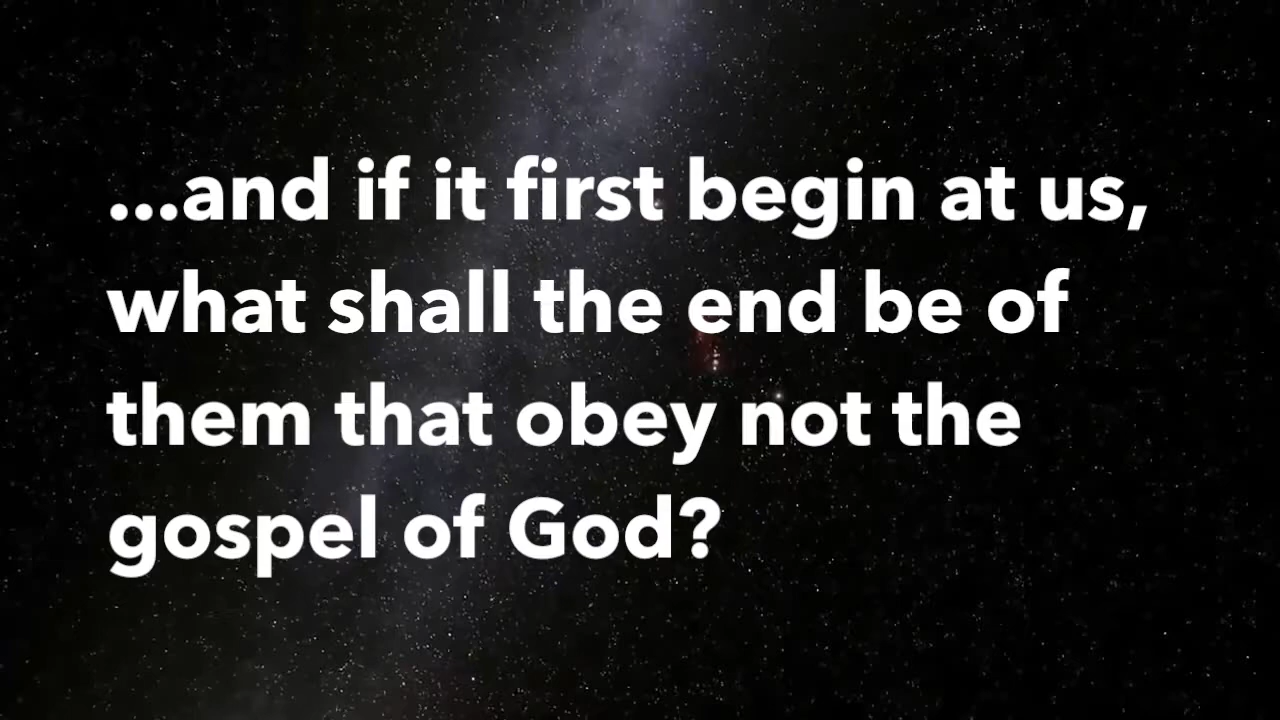 ...and if it first begin at us,
what shall the end be of
them that obey not the
gospel of God?